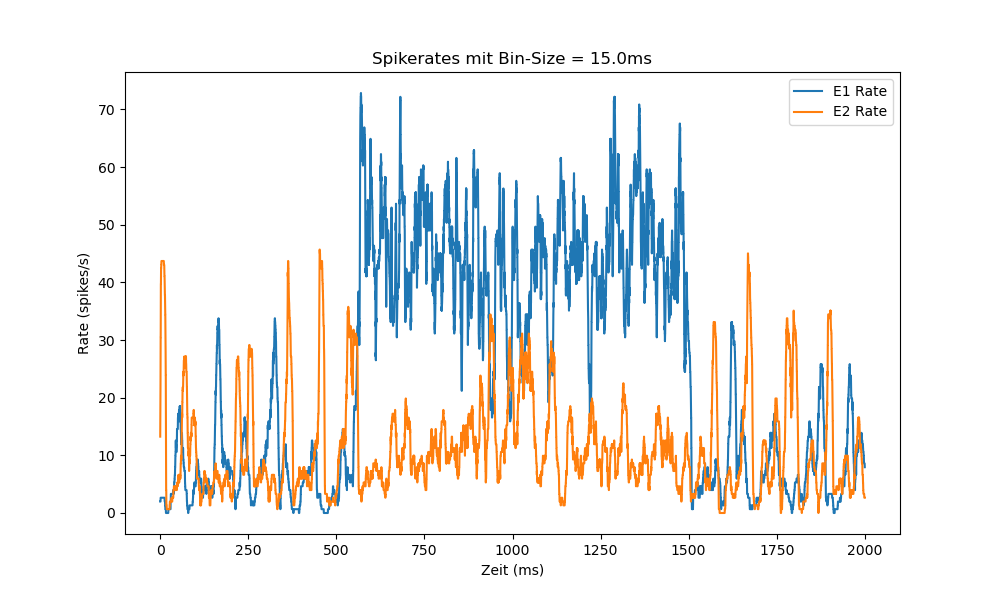 Spikerates mit Bin-Size = 15.0ms
E1 Rate
E2 Rate
Rate (spikes/s)
70
60
50
40
30
20
10
0
0 250 500 750 1000 1250 1500 1750 2000
Zeit (ms)